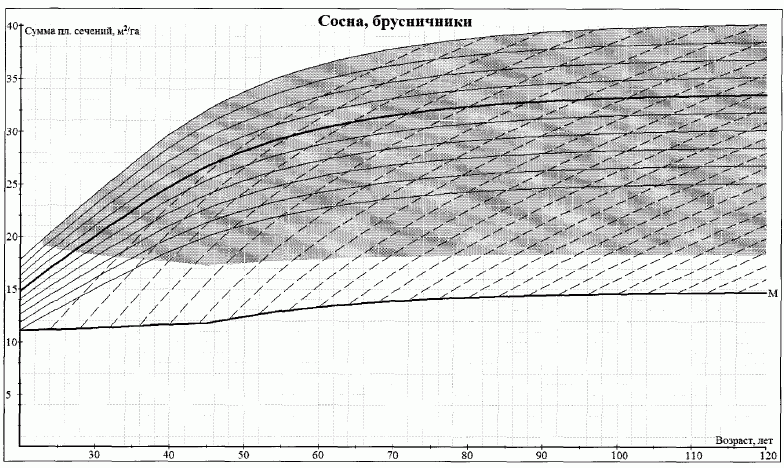 Сосна, брусничники
Сумма пл. сечений, м²/га
40
35
30
25
20
15
10
5
М
Возраст, лет
30 40 50 60 70 80 90 100 110 120